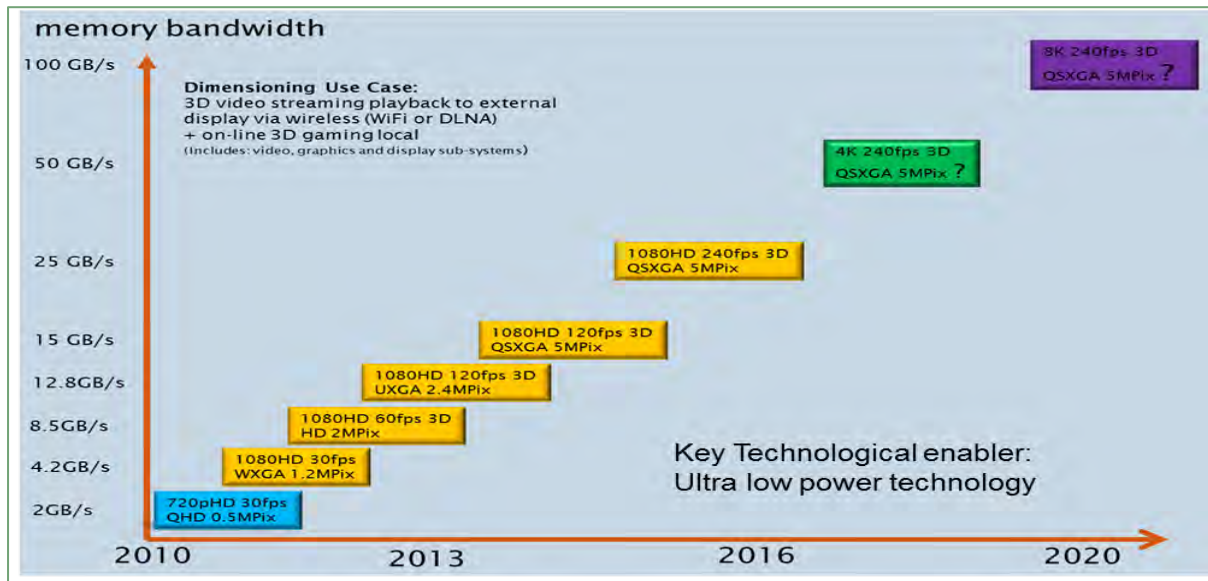 memory bandwidth
100 GB/s
8K 240fps 3D
QSXGA 5MPix ?
Dimensioning Use Case:
3D video streaming playback to external
display via wireless (WiFi or DLNA)
+ on-line 3D gaming local
(Includes: video, graphics and display sub-systems)
50 GB/s
4K 240fps 3D
QSXGA 5MPix ?
25 GB/s
1080HD 240fps 3D
QSXGA 5MPix
15 GB/s
1080HD 120fps 3D
QSXGA 5MPix
12.8GB/s
1080HD 120fps 3D
UXGA 2.4MPix
8.5GB/s
1080HD 60fps 3D
HD 2MPix
Key Technological enabler:
Ultra low power technology
4.2GB/s
1080HD 30fps
WXGA 1.2MPix
2GB/s
720pHD 30fps
QHD 0.5MPix
2010
2013
2016
2020